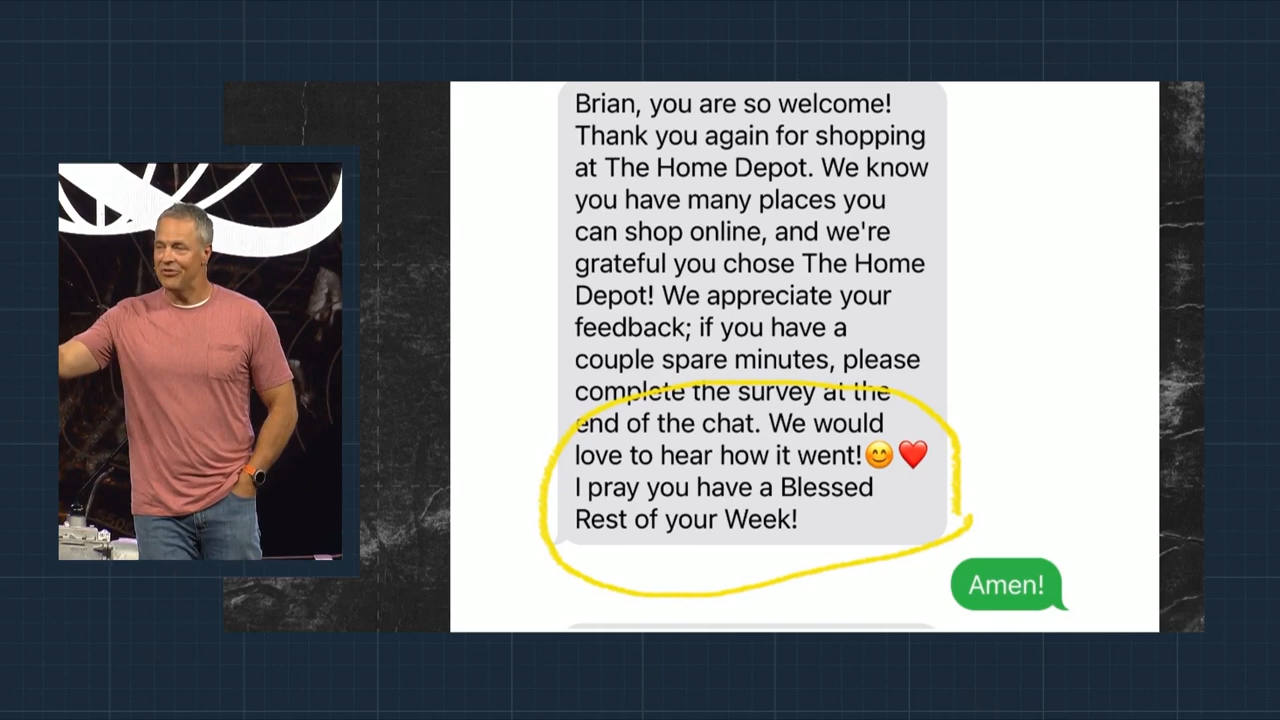 Brian, you are so welcome!
Thank you again for shopping
at The Home Depot. We know
you have many places you
can shop online, and we're
grateful you chose The Home
Depot! We appreciate your
feedback; if you have a
couple spare minutes, please
complete the survey at the
end of the chat. We would
love to hear how it went!😊❤️
I pray you have a Blessed
Rest of your Week!
Amen!